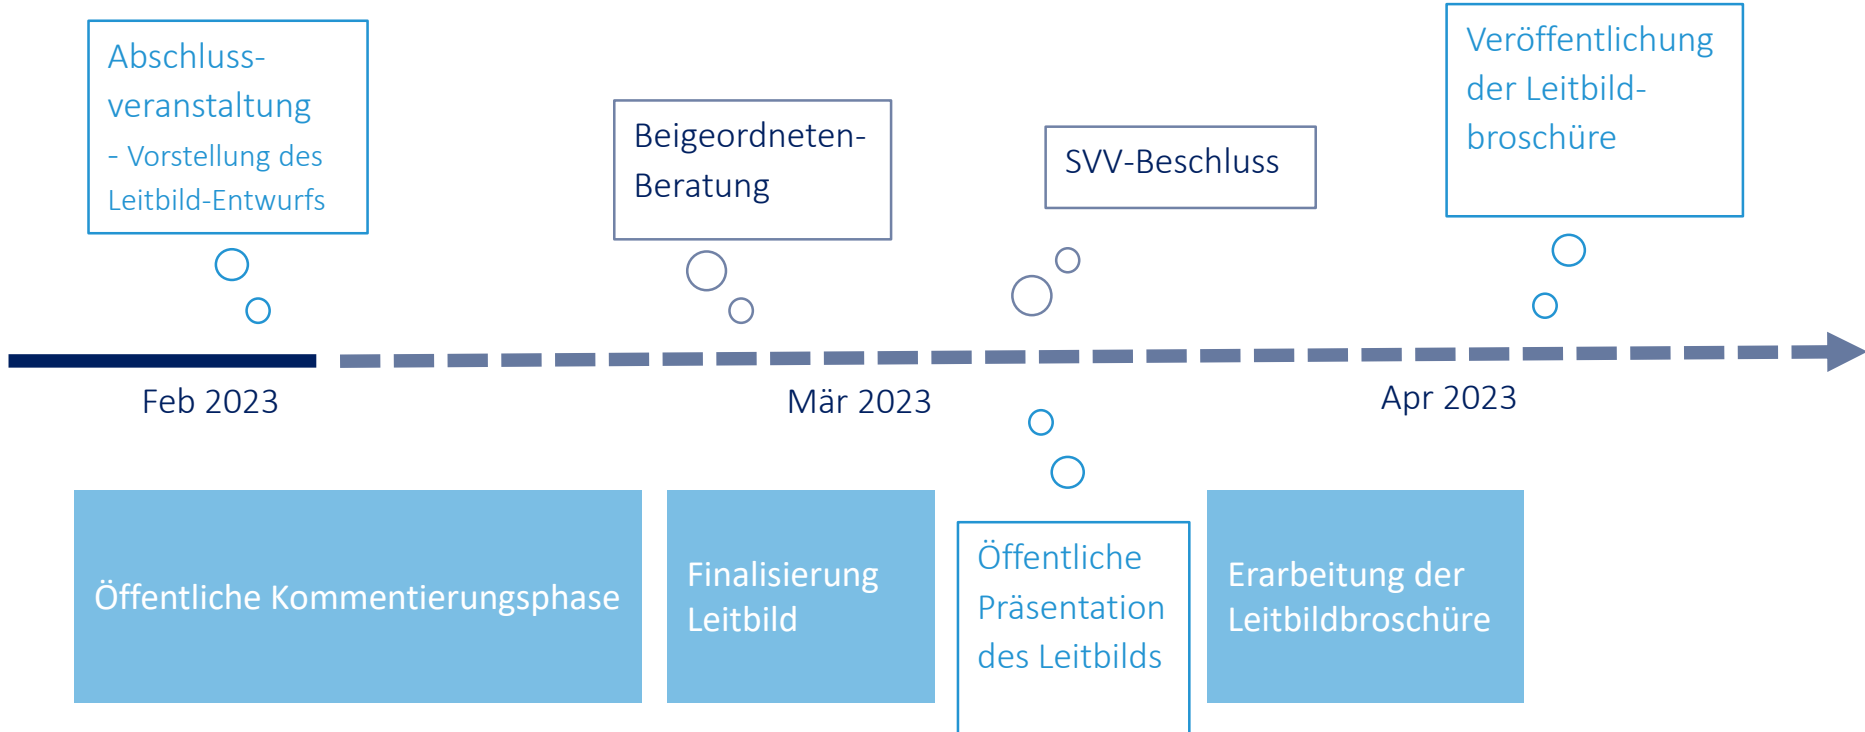 Abschluss-
veranstaltung
- Vorstellung des
Leitbild-Entwurfs
Beigeordneten-
Beratung
SVV-Beschluss
Veröffentlichung
der Leitbild-
broschüre
Feb 2023
Mär 2023
Apr 2023
Öffentliche Kommentierungsphase
Finalisierung
Leitbild
Öffentliche
Präsentation
des Leitbilds
Erarbeitung der
Leitbildbroschüre